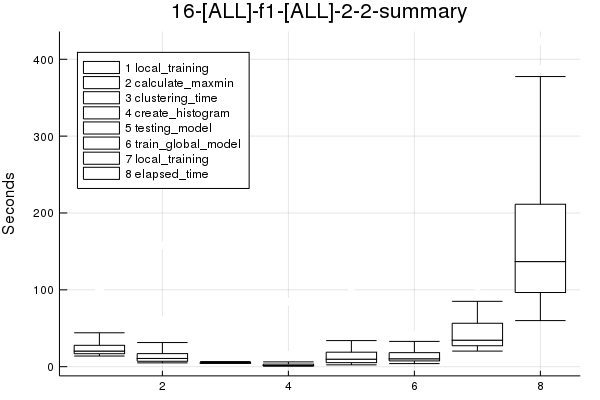 16-[ALL]-f1-[ALL]-2-2-summary
Seconds
400
300
200
100
0
1 local_training
2 calculate_maxmin
3 clustering_time
4 create_histogram
5 testing_model
6 train_global_model
7 local_training
8 elapsed_time
2 4 6 8